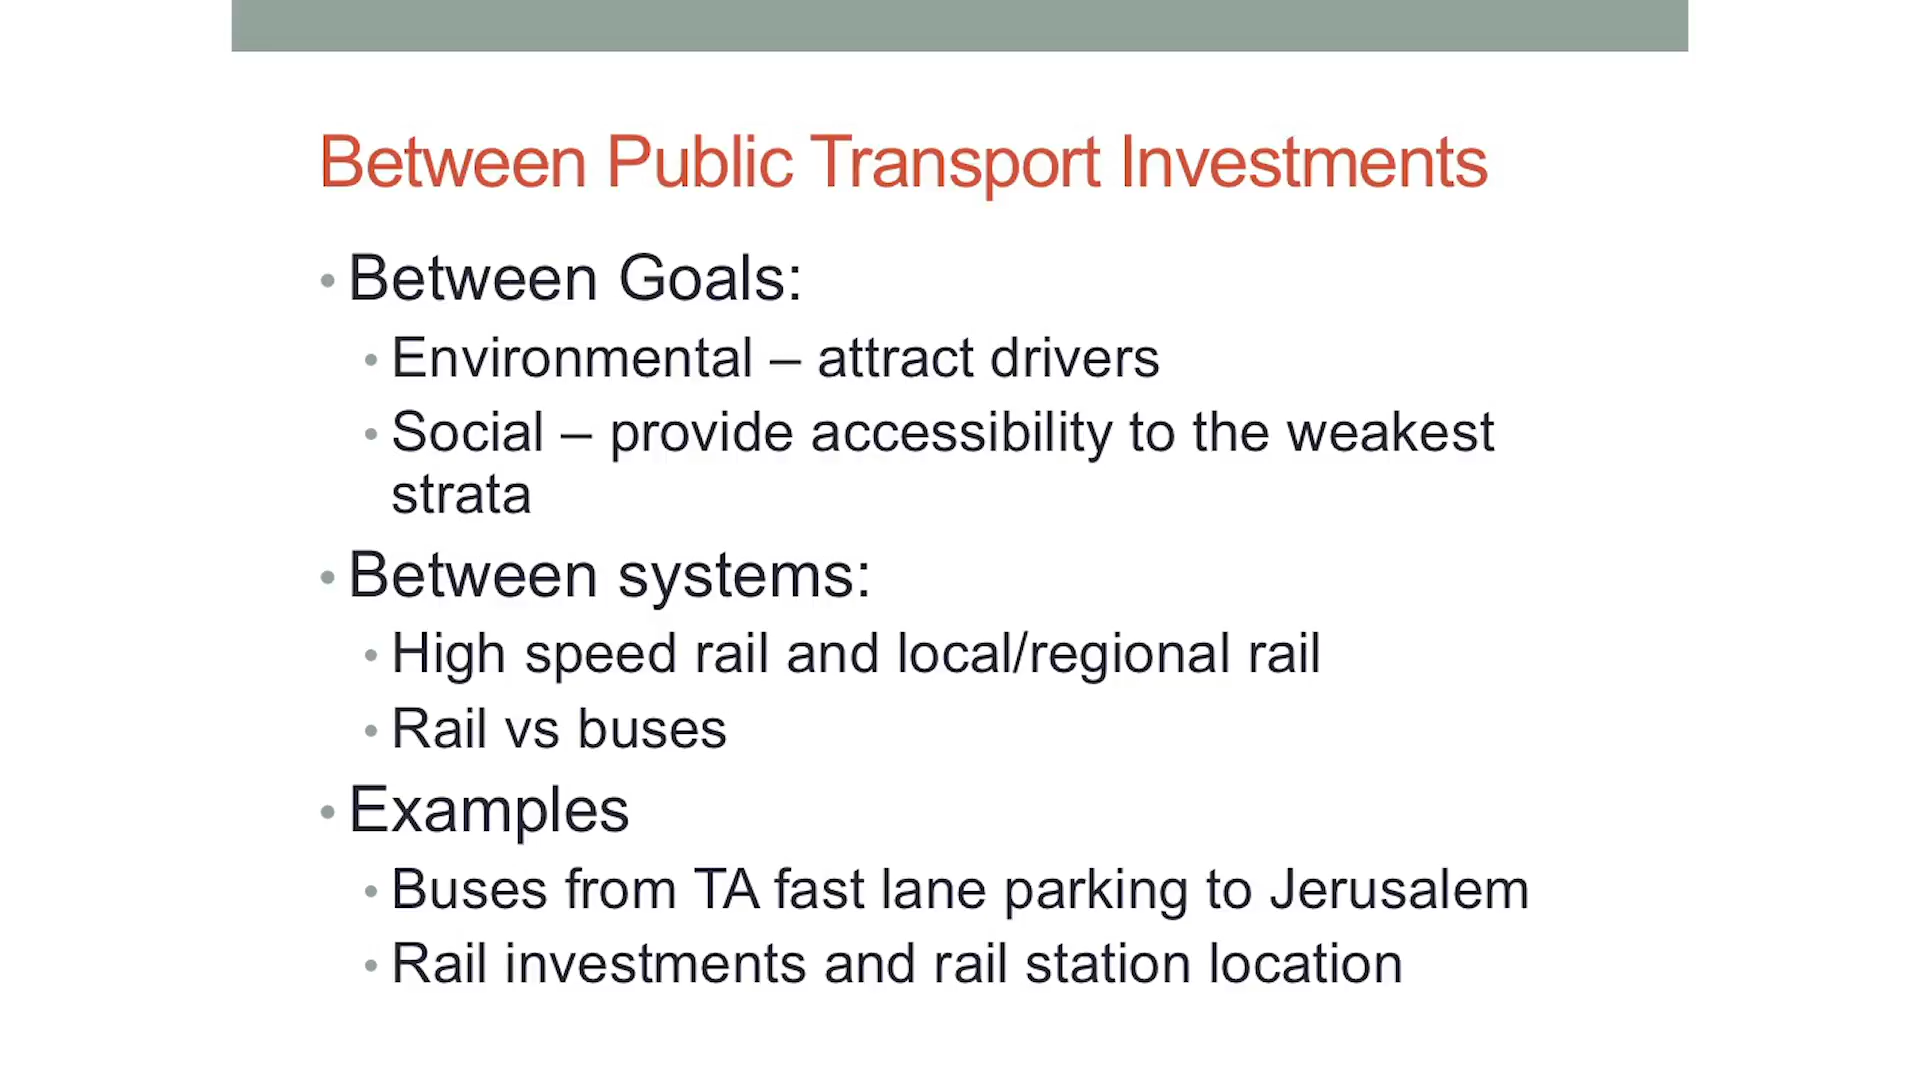 Between Public Transport Investments
• Between Goals:
• Environmental – attract drivers
• Social – provide accessibility to the weakest
strata
• Between systems:
• High speed rail and local/regional rail
• Rail vs buses
• Examples
• Buses from TA fast lane parking to Jerusalem
• Rail investments and rail station location